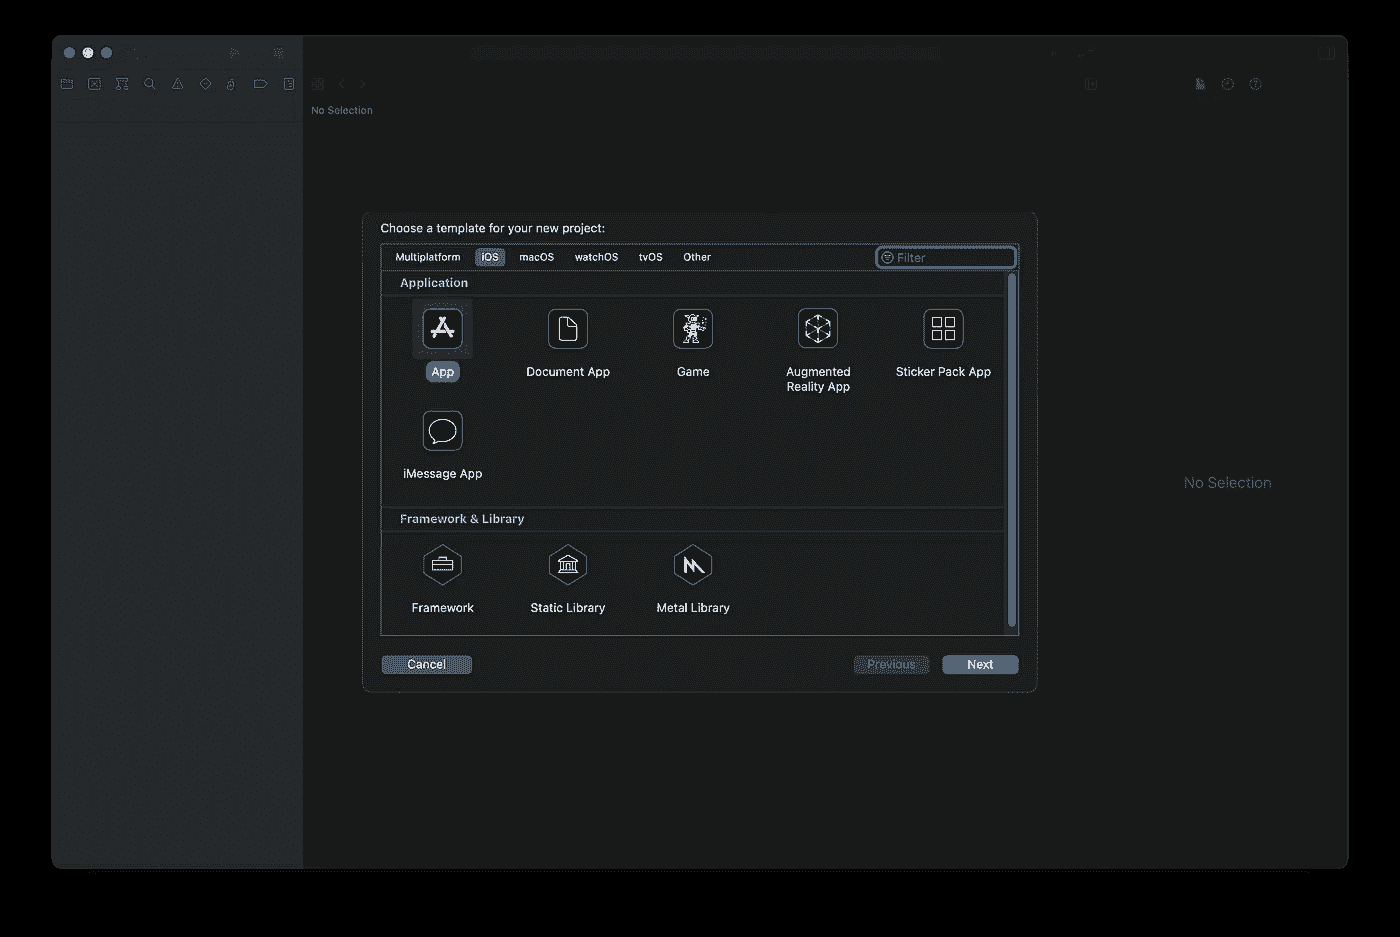 No Selection
Choose a template for your new project:
Multiplatform iOS macOS watchOS tvOS Other Filter
Application
App Document App Game Augmented Reality App Sticker Pack App
iMessage App
Framework & Library
Framework Static Library Metal Library
Cancel Previous Next
No Selection